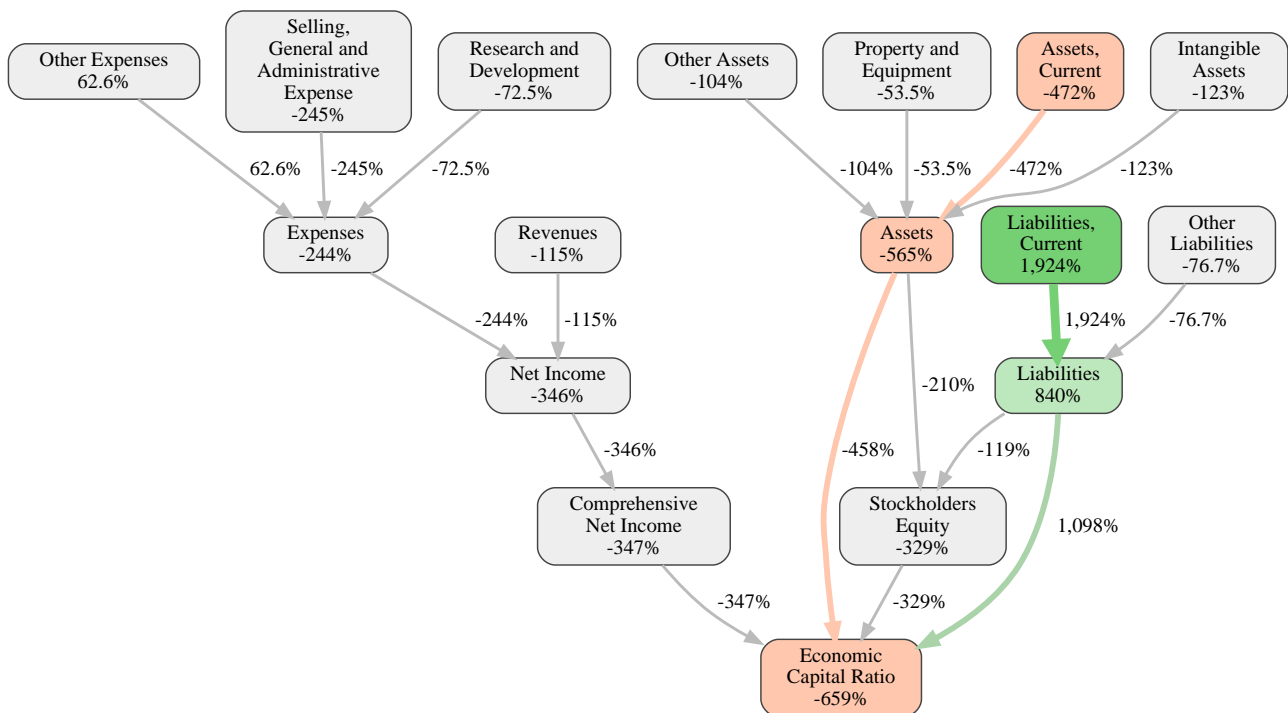 Other Expenses
62.6%
Selling,
General and
Administrative
Expense
-245%
Research and
Development
-72.5%
Other Assets
-104%
Property and
Equipment
-53.5%
Assets,
Current
-472%
Intangible
Assets
-123%
62.6%
-245%
-72.5%
-104%
-53.5%
-472%
-123%
Expenses
-244%
Revenues
-115%
Assets
-565%
Liabilities,
Current
1,924%
Other
Liabilities
-76.7%
-244%
-115%
1,924%
-76.7%
Net Income
-346%
-210%
Liabilities
840%
-346%
-458%
-119%
Comprehensive
Net Income
-347%
Stockholders
Equity
-329%
1,098%
-347%
-329%
Economic
Capital Ratio
-659%